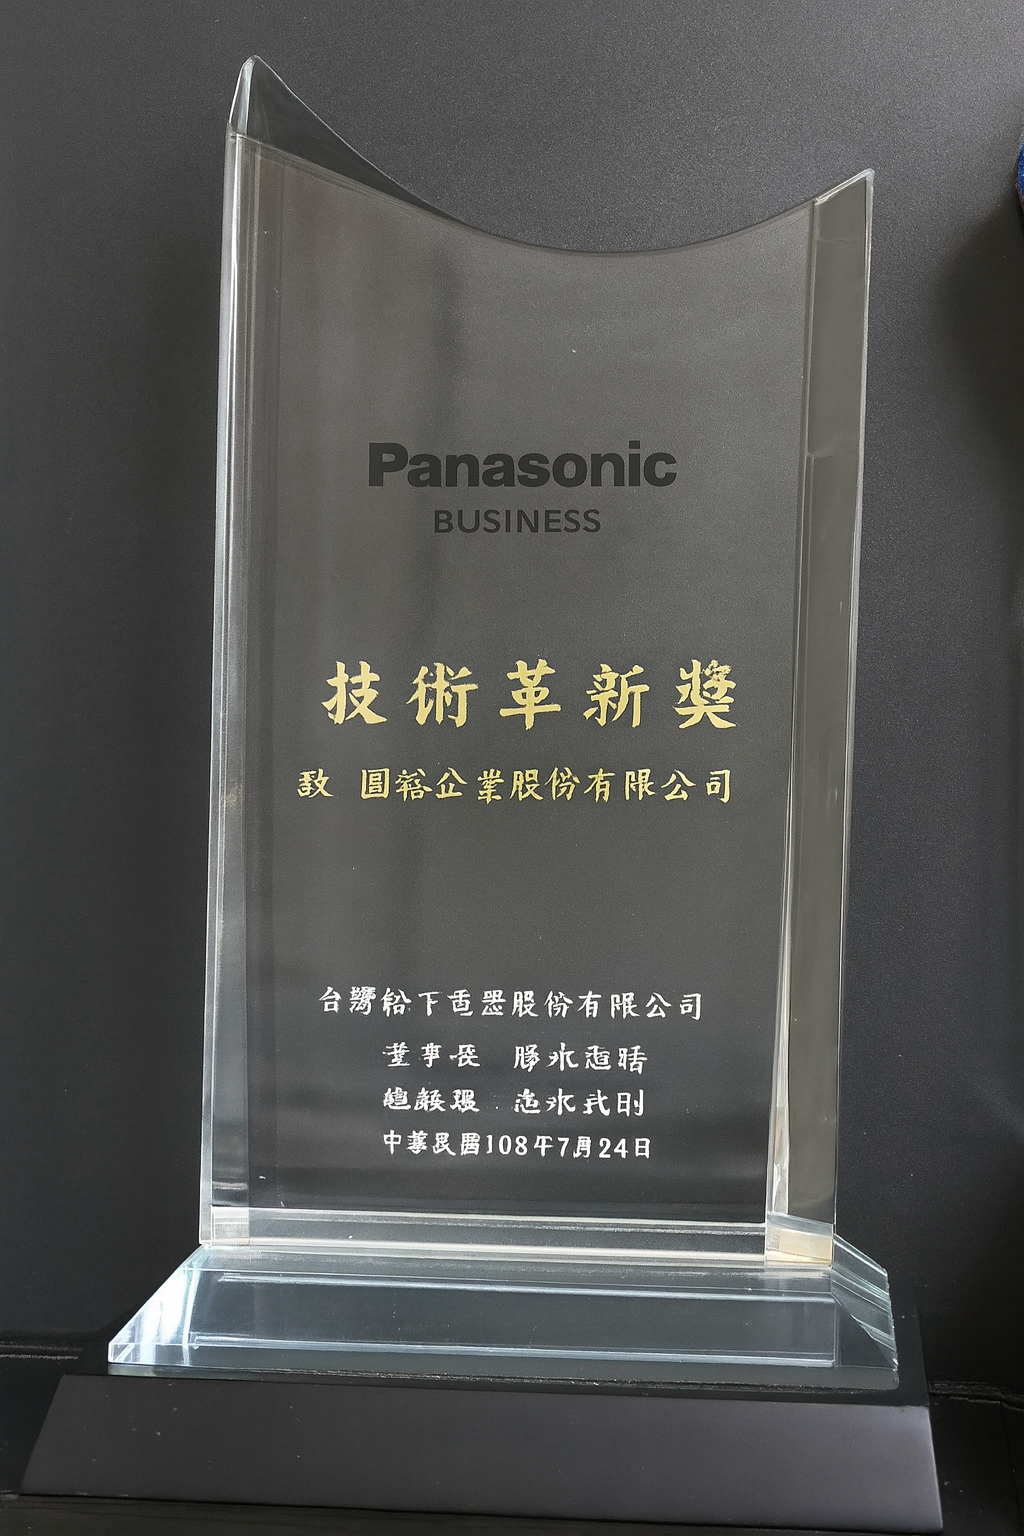 Panasonic
BUSINESS
技術革新獎
致 圓裕企業股份有限公司
台灣松下電器股份有限公司
董事長
總經理
中華民國108年7月24日